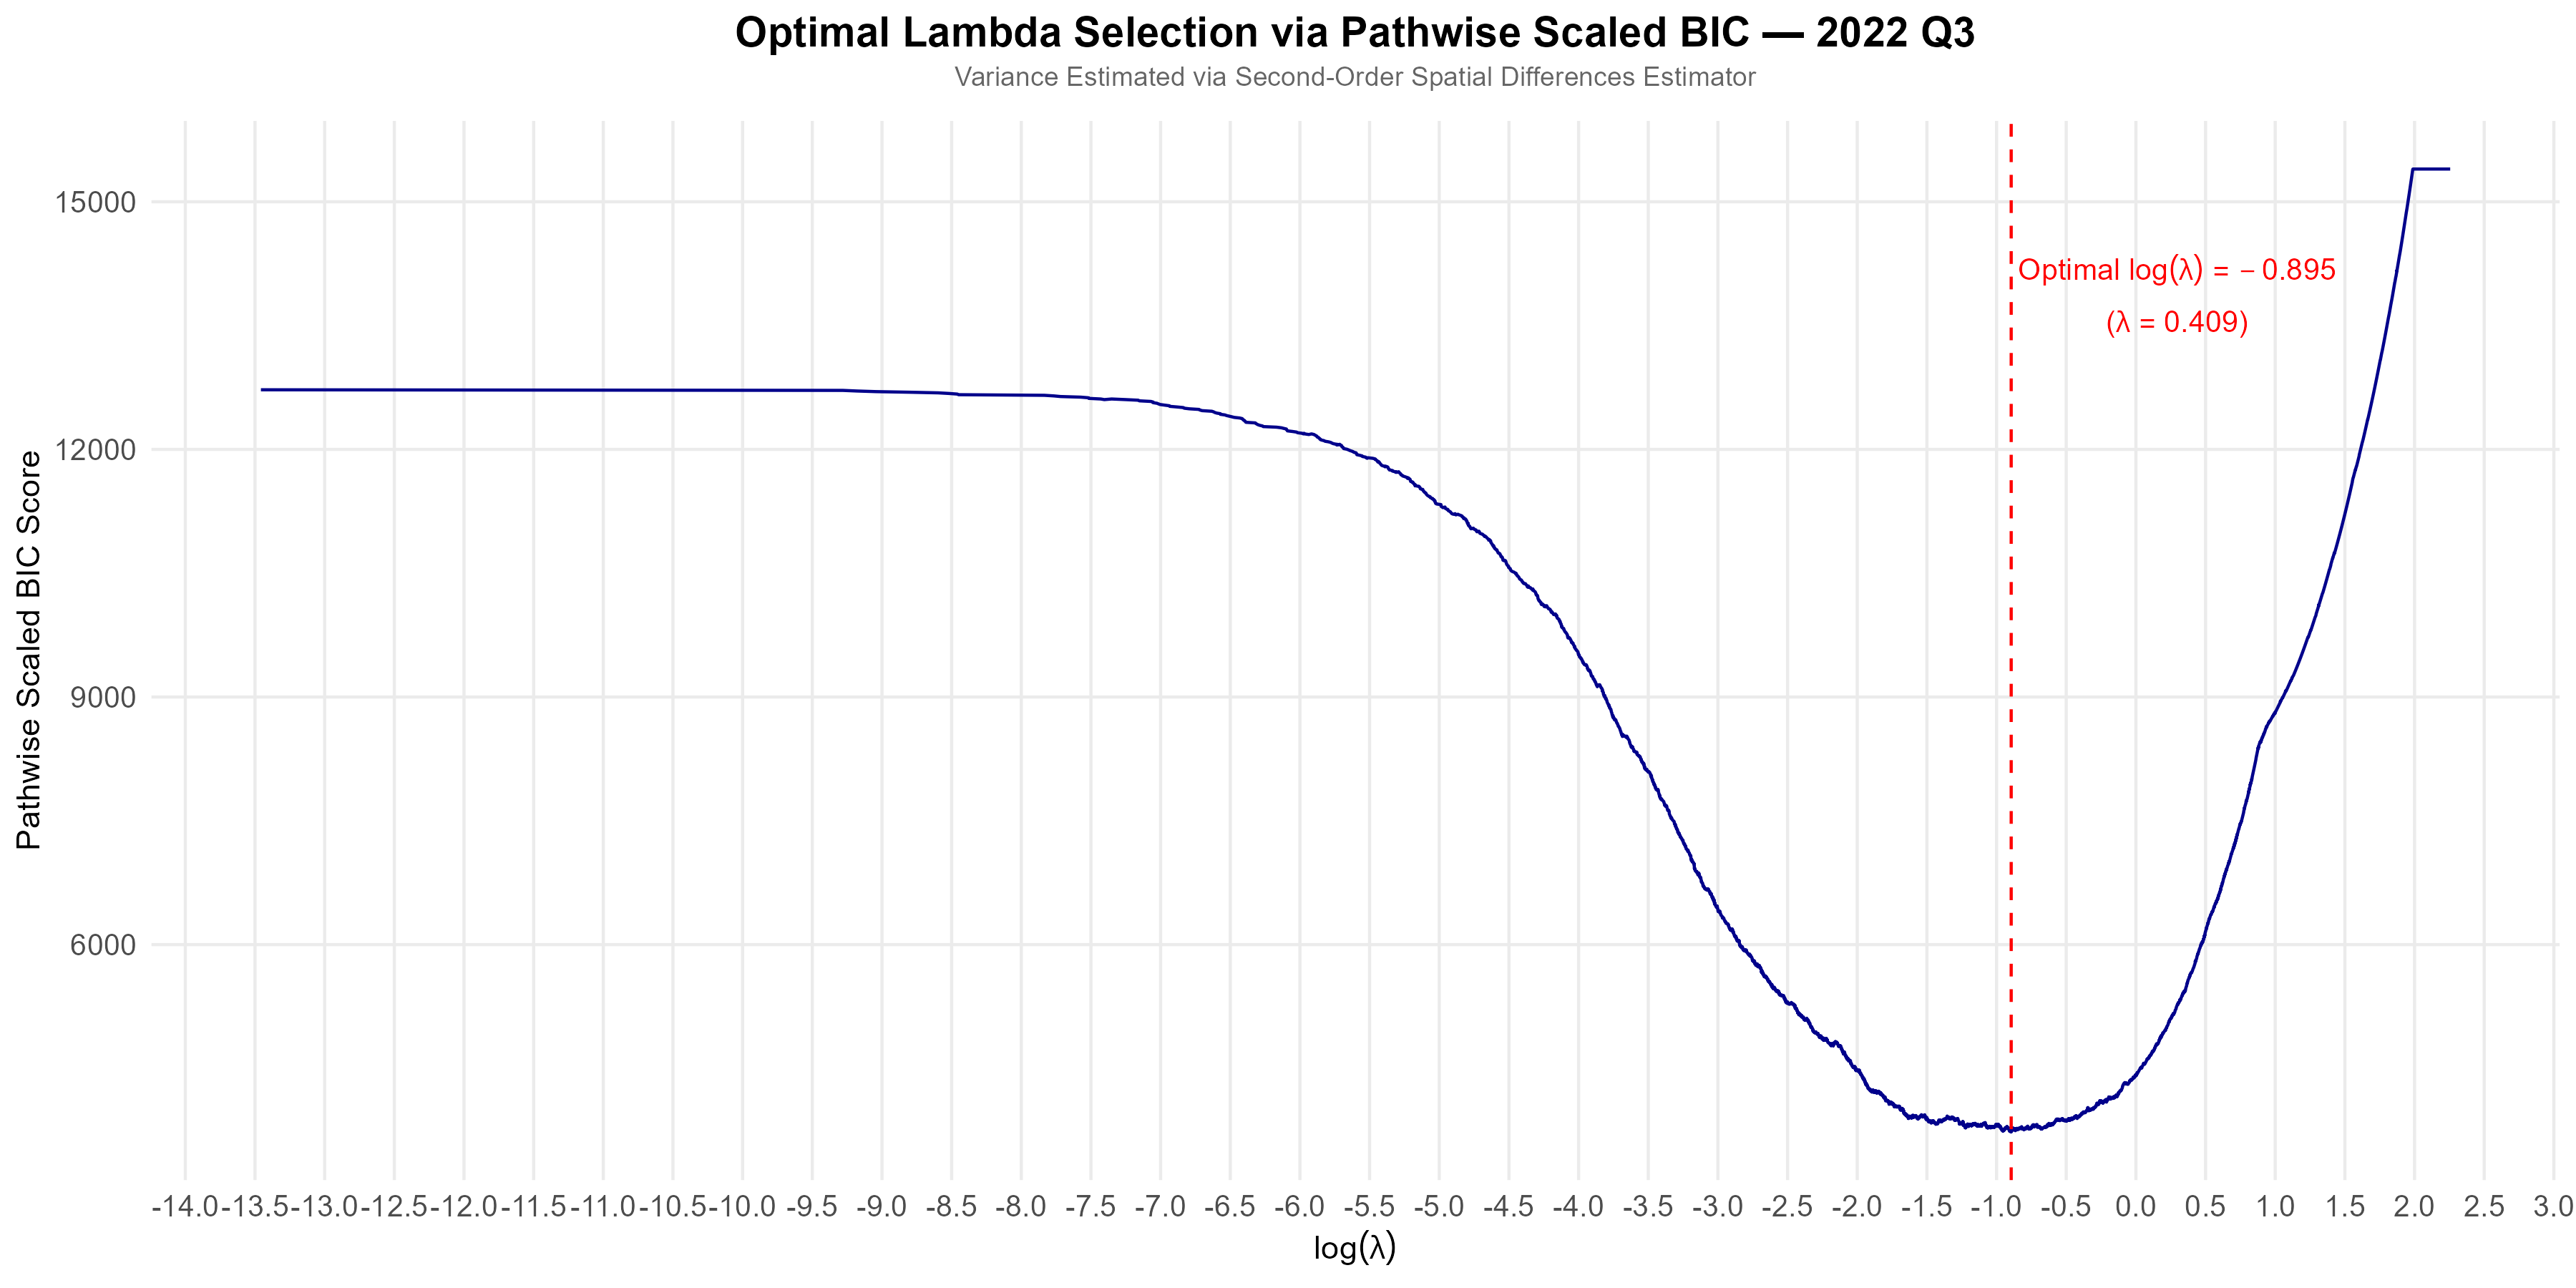 Optimal Lambda Selection via Pathwise Scaled BIC — 2022 Q3
Variance Estimated via Second-Order Spatial Differences Estimator
Pathwise Scaled BIC Score
15000
12000
9000
6000
Optimal log(λ) = − 0.895
(λ = 0.409)
-14.0 -13.5 -13.0 -12.5 -12.0 -11.5 -11.0 -10.5 -10.0 -9.5 -9.0 -8.5 -8.0 -7.5 -7.0 -6.5 -6.0 -5.5 -5.0 -4.5 -4.0 -3.5 -3.0 -2.5 -2.0 -1.5 -1.0 -0.5 0.0 0.5 1.0 1.5 2.0 2.5 3.0
log(λ)